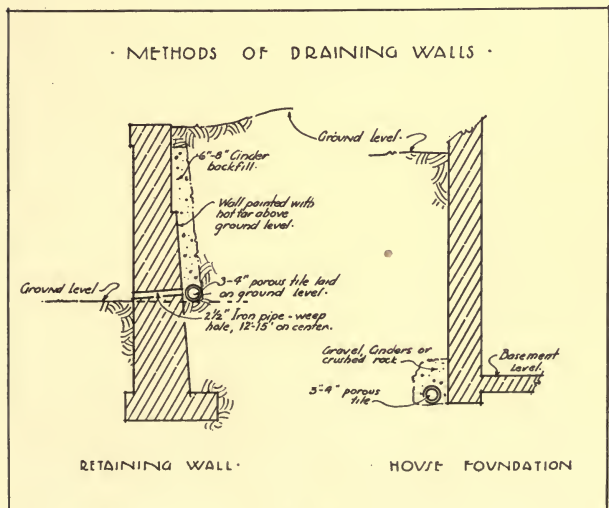 · METHODS OF DRAINING WALLS ·
Ground level.
6"-8" Cinder
backfill.
Wall painted with
hot tar above
ground level.
Ground level
3-4" porous tile laid
on ground level.
2½" Iron pipe - weep
hole, 12'-15' on center.
Gravel, Cinders or
crushed rock
Basement
Level.
3"-4" porous
tile
RETAINING WALL ·
HOUSE FOUNDATION